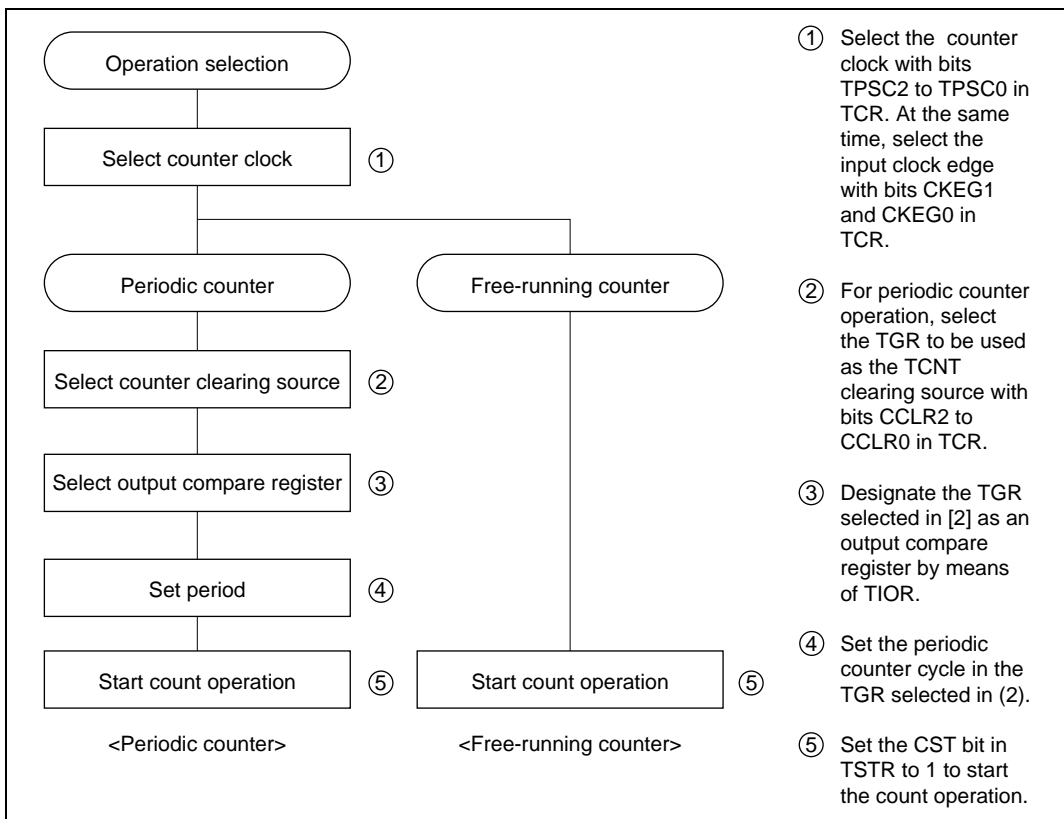 Operation selection
Select counter clock
①
Periodic counter
Free-running counter
Select counter clearing source
②
Select output compare register
③
Set period
④
Start count operation
⑤
Start count operation
⑤
<Periodic counter>
<Free-running counter>
① Select the counter
clock with bits
TPSC2 to TPSC0 in
TCR. At the same
time, select the
input clock edge
with bits CKEG1
and CKEG0 in
TCR.
② For periodic counter
operation, select
the TGR to be used
as the TCNT
clearing source with
bits CCLR2 to
CCLR0 in TCR.
③ Designate the TGR
selected in [2] as an
output compare
register by means
of TIOR.
④ Set the periodic
counter cycle in the
TGR selected in (2).
⑤ Set the CST bit in
TSTR to 1 to start
the count operation.